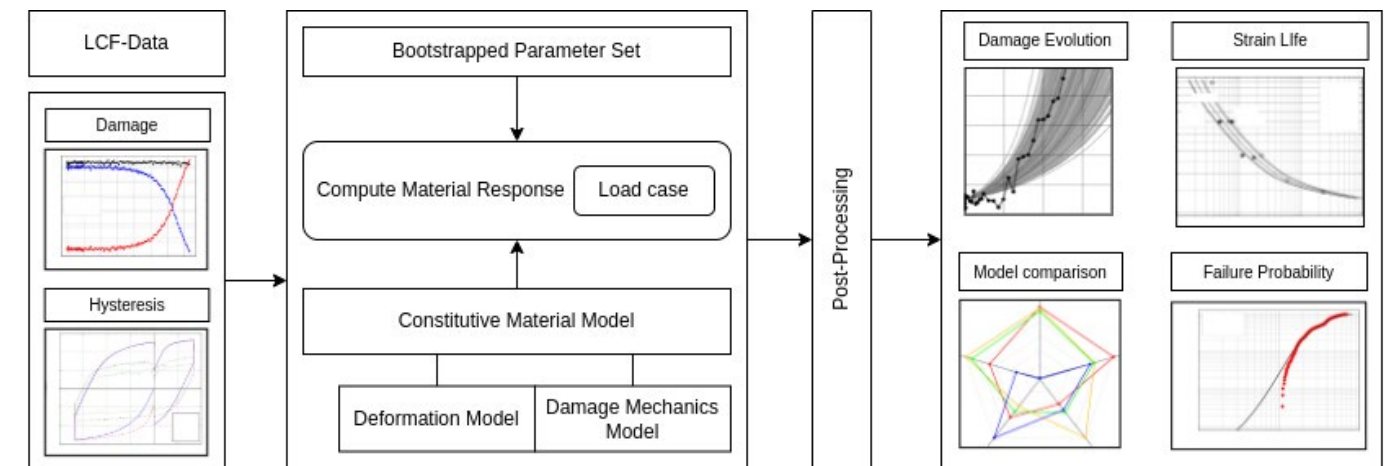 LCF-Data
Damage
Hysteresis
Bootstrapped Parameter Set
Compute Material Response
Load case
Constitutive Material Model
Deformation Model
Damage Mechanics
Model
Post-Processing
Damage Evolution
Strain LIfe
Model comparison
Failure Probability